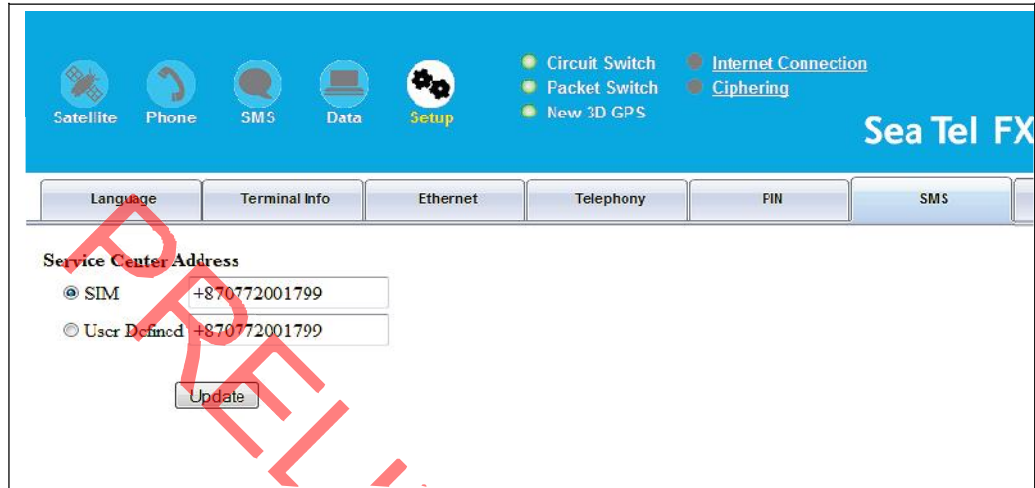 Circuit Switch
Internet Connection
Packet Switch
Ciphering
New 3D GPS
Satellite
Phone
SMS
Data
Setup
Sea Tel FX
Language
Terminal Info
Ethernet
Telephony
PIN
SMS
Service Center Address
SIM
+870772001799
User Defined
+870772001799
Update
PREL